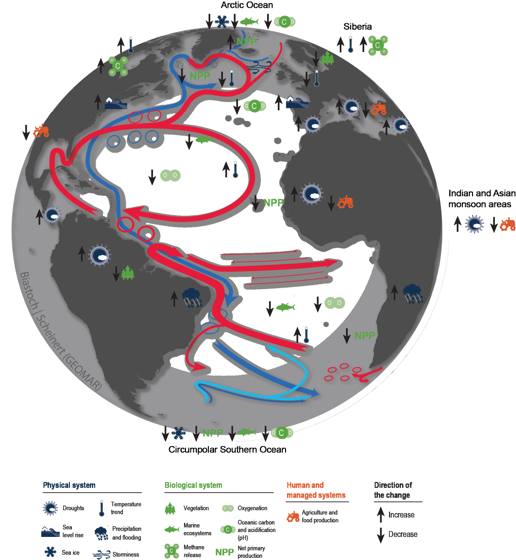 Arctic Ocean
Siberia
C
C
C
NPP
NPP
C
NPP
Indian and Asian
monsoon areas
NPP
Biastoch | Scheinert (GEOMAR)
NPP
C
Circumpolar Southern Ocean
Physical system
Droughts
Temperature
trend
Sea
level rise
Precipitation
and flooding
Sea ice
Storminess
Biological system
Vegetation
Oxygenation
Marine
ecosystems
C
Oceanic carbon
and acidification
(pH)
C
Methane
release
NPP
Net primary
production
Human and
managed systems
Agriculture and
food production
Direction of
the change
Increase
Decrease